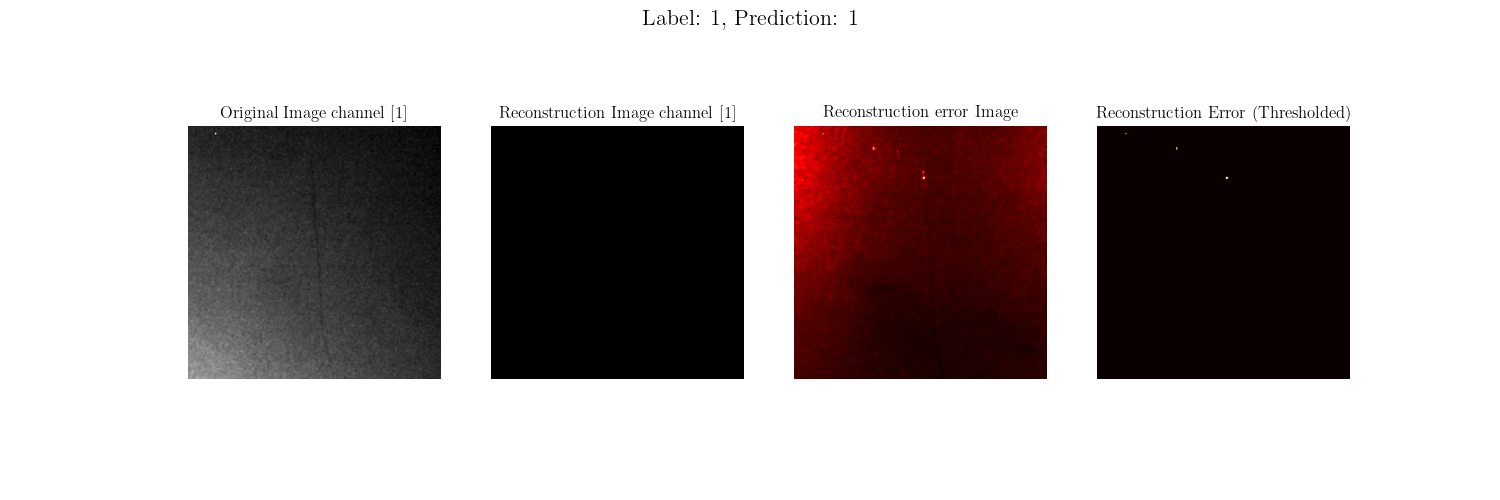 Label: 1, Prediction: 1
Original Image channel [1]
Reconstruction Image channel [1]
Reconstruction error Image
Reconstruction Error (Thresholded)